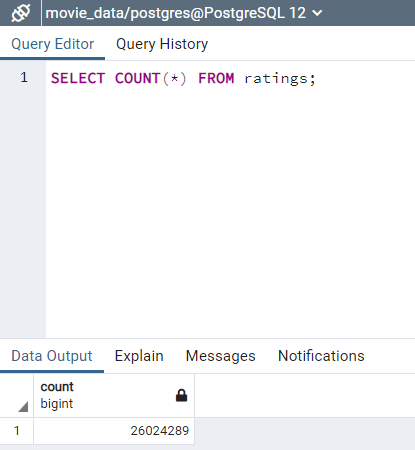 movie_data/postgres@PostgreSQL 12
Query Editor Query History
1 SELECT COUNT(*) FROM ratings;
Data Output Explain Messages Notifications
count
bigint
1 26024289